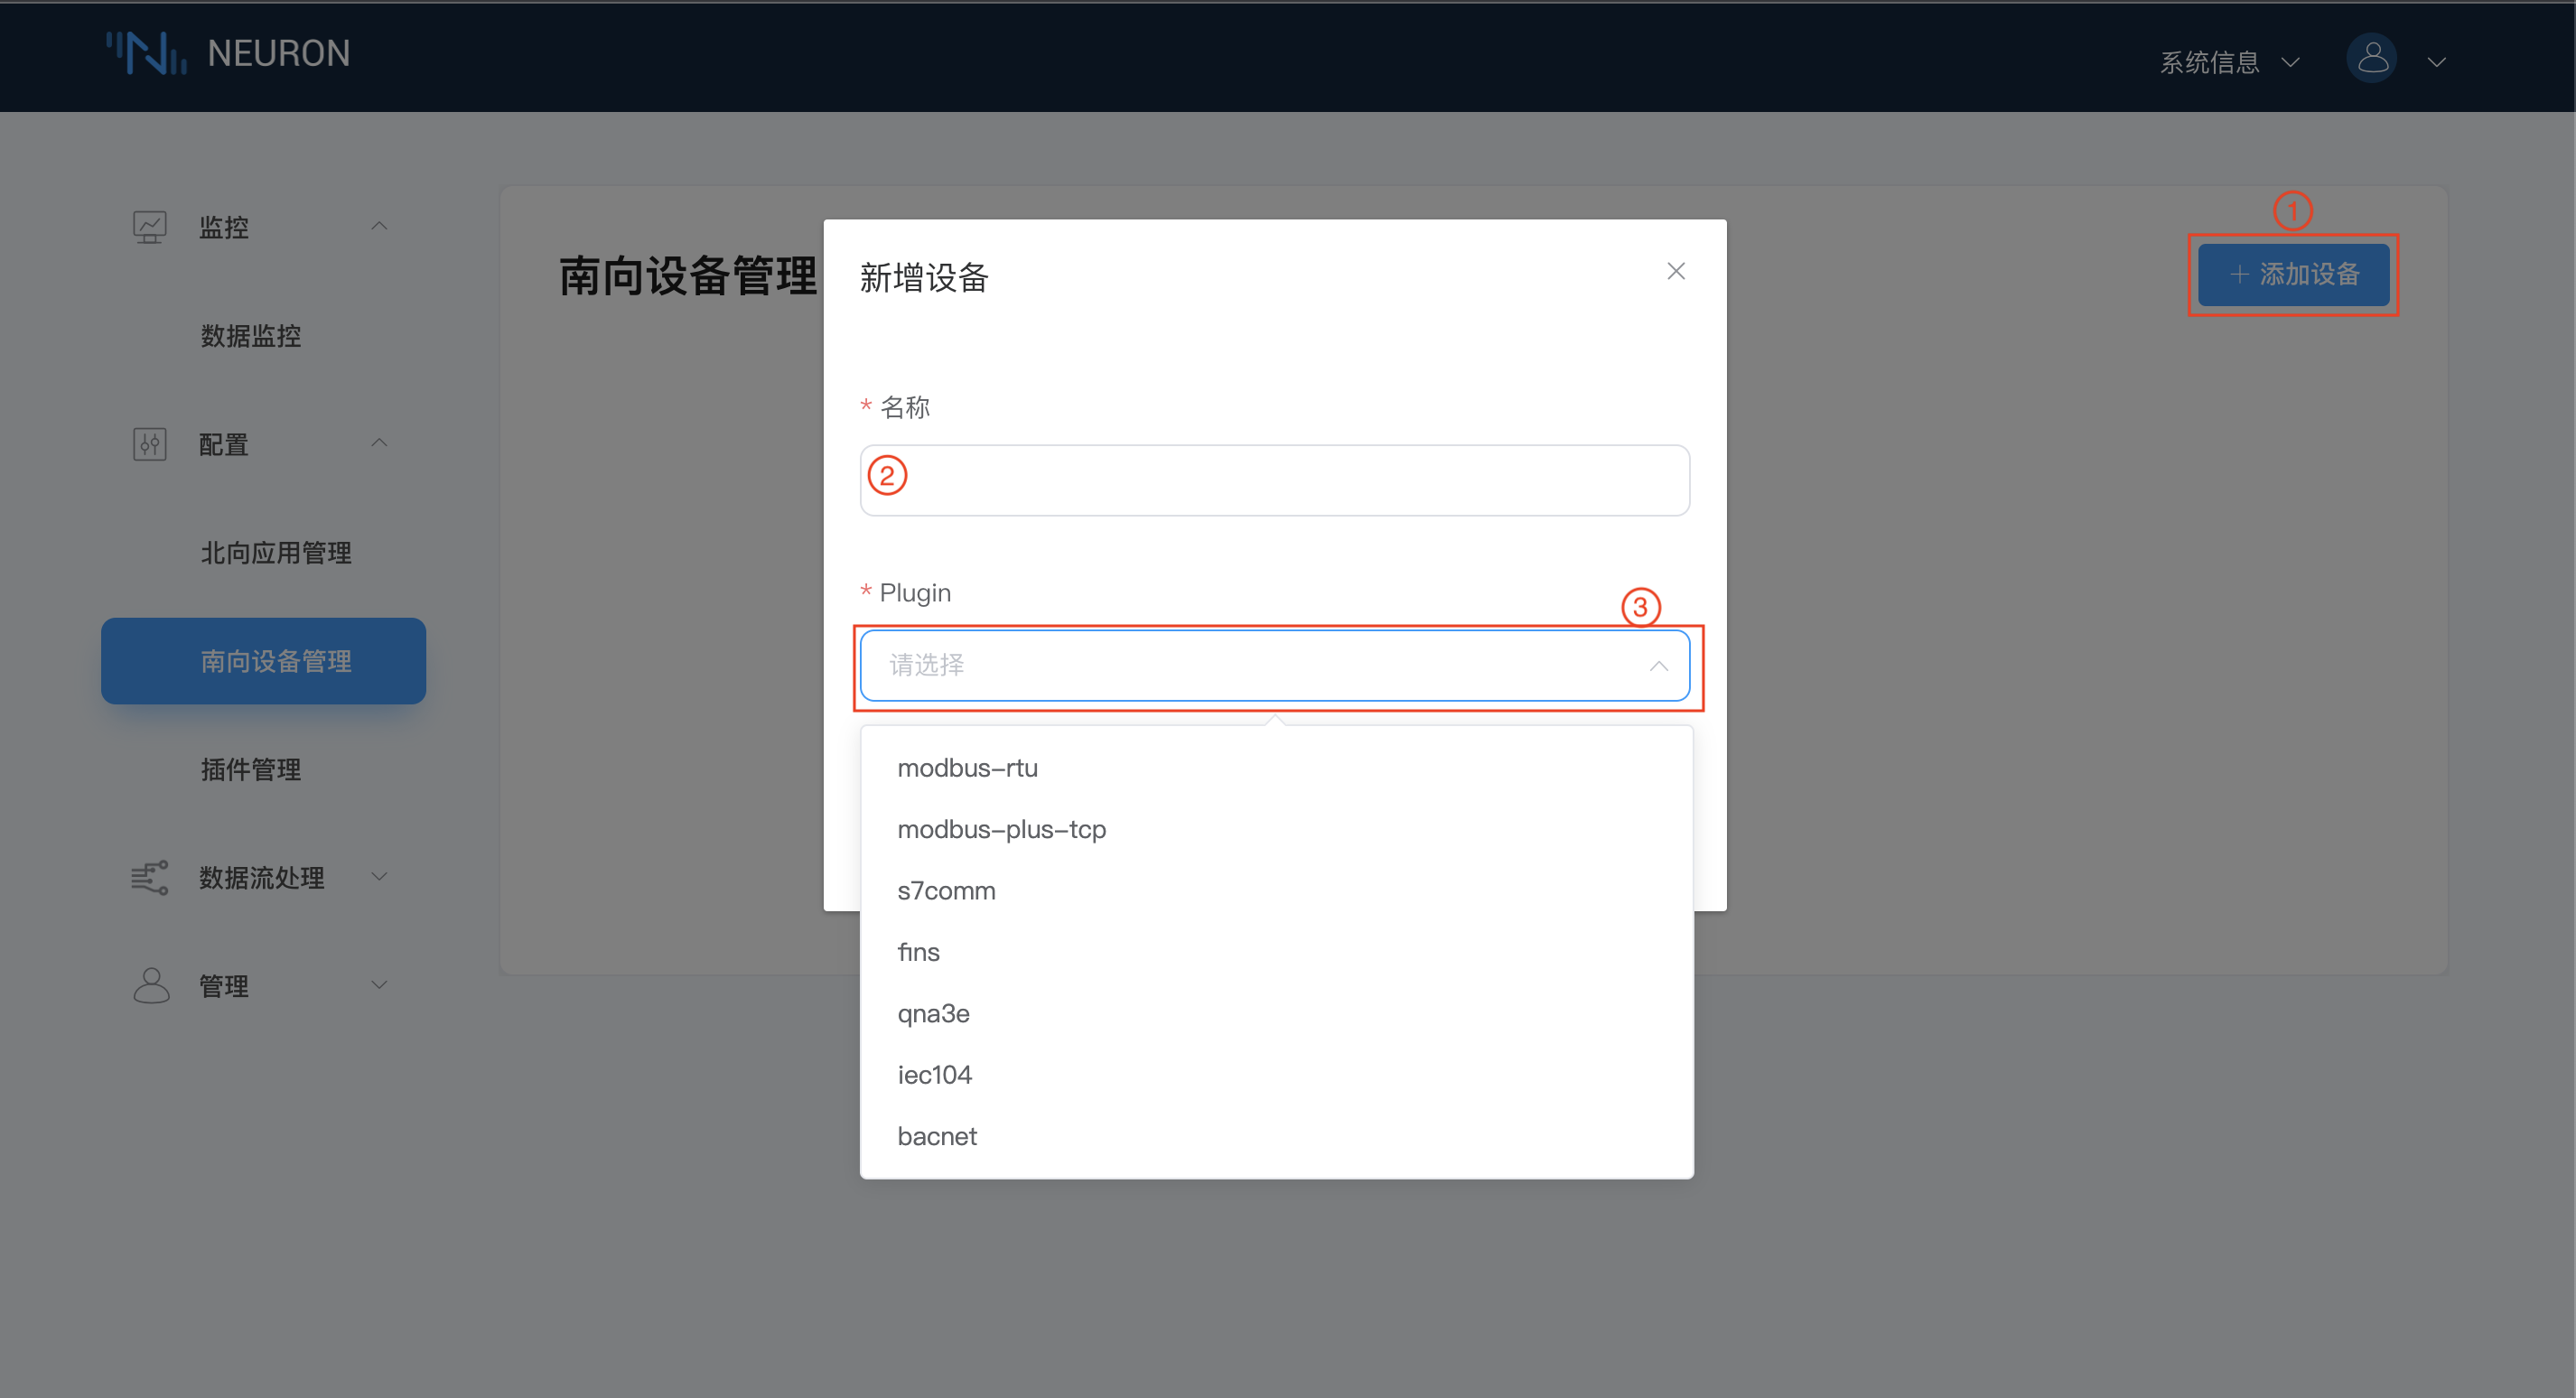 NEURON
系统信息
监控
数据监控
配置
北向应用管理
南向设备管理
插件管理
数据流处理
管理
南向设备管理
①
+ 添加设备
新增设备
* 名称
②
* Plugin
③
请选择
modbus-rtu
modbus-plus-tcp
s7comm
fins
qna3e
iec104
bacnet